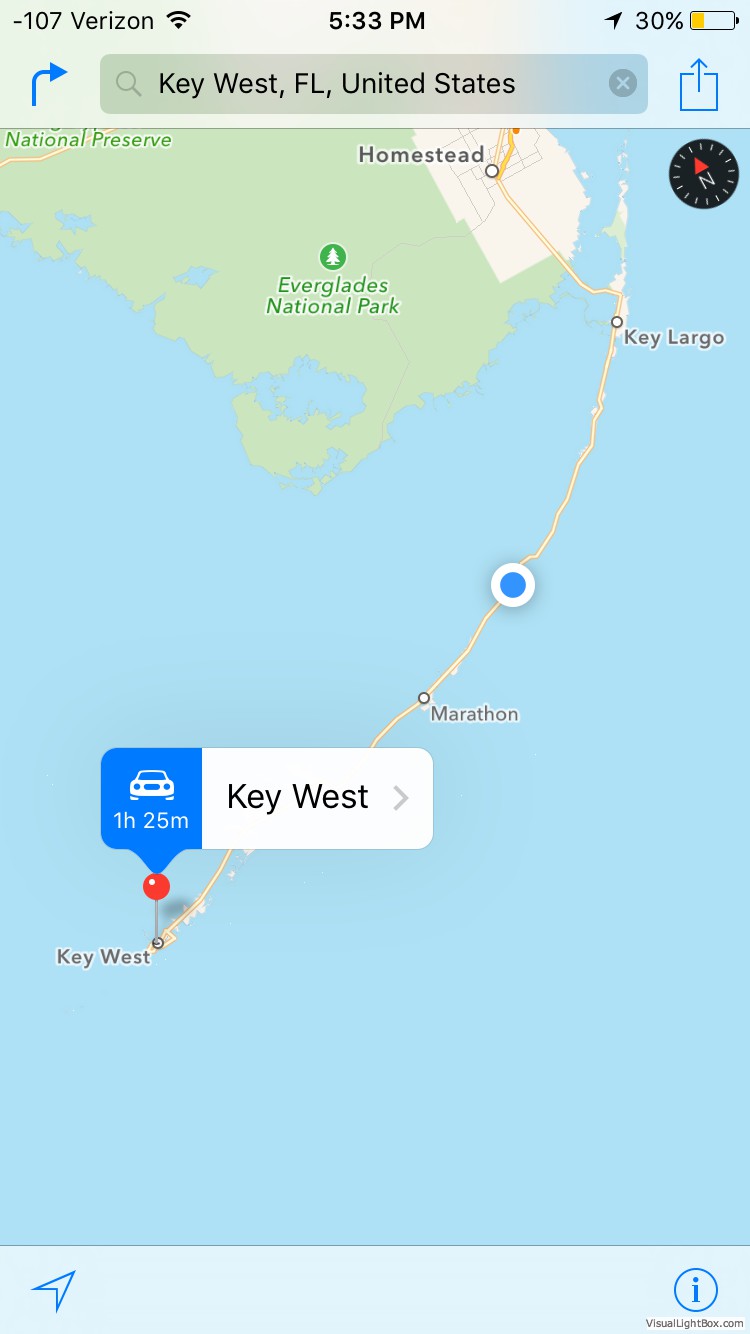 -107 Verizon 5:33 PM 30%
Key West, FL, United States
National Preserve
Homestead
N
Everglades
National Park
Key Largo
Marathon
Key West
1h 25m
Key West
i
VisualLightBox.com